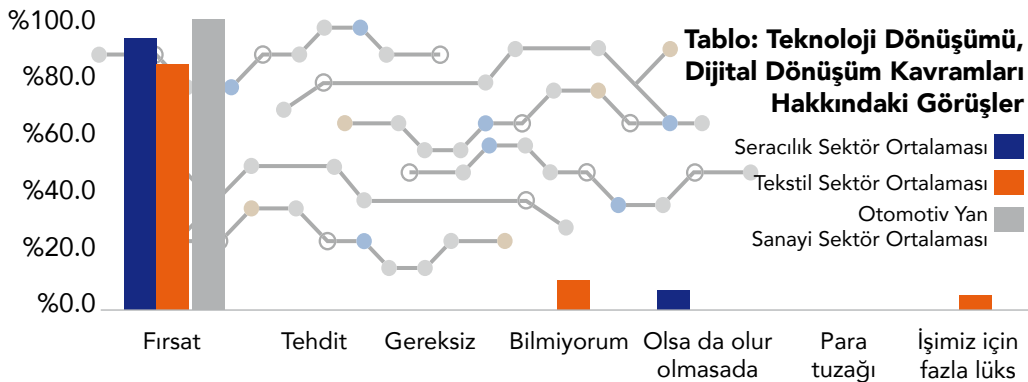 Tablo: Teknoloji Dönüşümü,
Dijital Dönüşüm Kavramları
Hakkındaki Görüşler
Seracılık Sektör Ortalaması
Tekstil Sektör Ortalaması
Otomotiv Yan
Sanayi Sektör Ortalaması
%100.0
%80.0
%60.0
%40.0
%20.0
%0.0
Fırsat
Tehdit
Gereksiz
Bilmiyorum
Olsa da olur
olmasada
Para
tuzağı
İşimiz için
fazla lüks